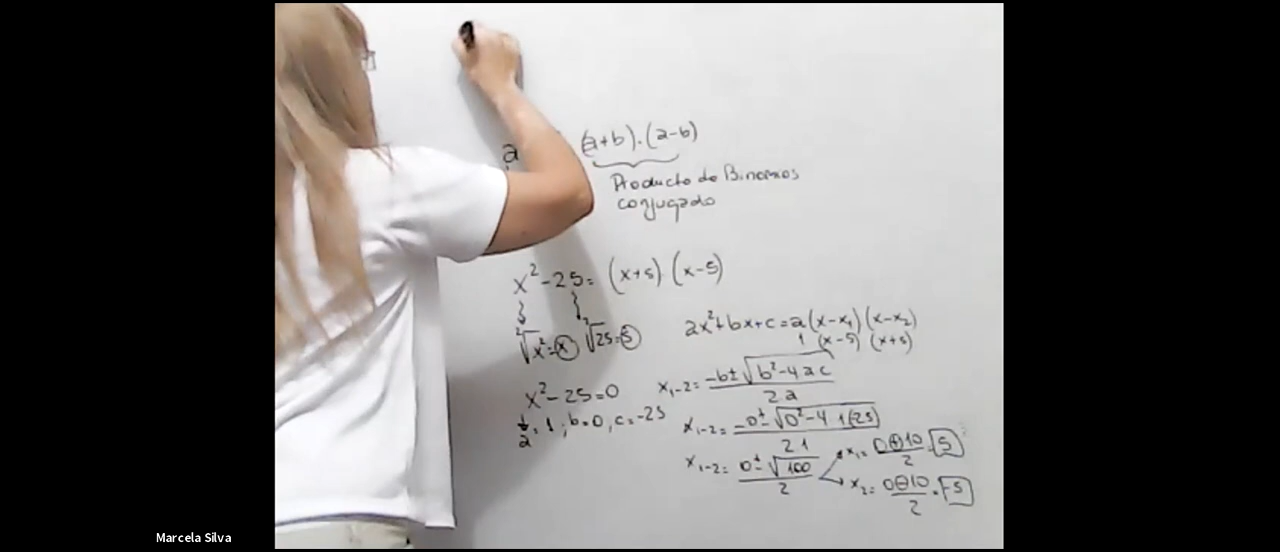 a (a+b).(a-b)
Producto de Binomios
conjugado
x²-25= (x+5).(x-5)
²√x²=x ²√25=5
ax²+bx+c=a(x-x₁)(x-x₂)
1 (x-5) (x+5)
x²-25=0
a=1; b=0, c=-25
x₁₋₂= -b±√b²-4ac / 2a
x₁₋₂= -0±√0²-4 1(25) / 2 1
x₁₋₂= 0±√100 / 2
x₁= 0⊕10 / 2 = 5
x₂= 0⊖10 / 2 = -5
Marcela Silva